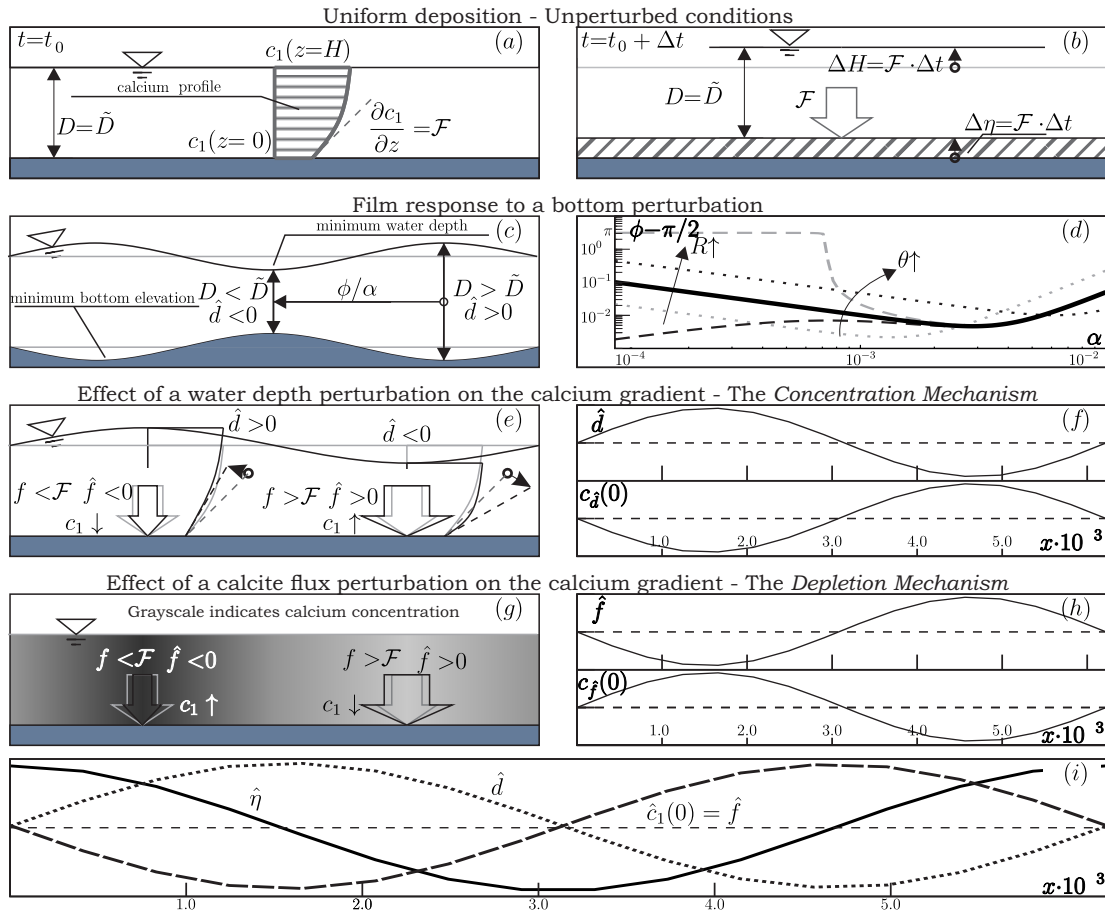 Uniform deposition - Unperturbed conditions
t=t₀
c₁(z=H)
(a)
calcium profile
D=D̃
c₁(z=0)
∂c₁/∂z = ℱ
t=t₀ + Δt
(b)
ΔH=ℱ·Δt
D=D̃
ℱ
Δη=ℱ·Δt
Film response to a bottom perturbation
minimum water depth
(c)
minimum bottom elevation
D < D̃
d̂ <0
ϕ/α
D > D̃
d̂ >0
ϕ−π/2
(d)
π
10⁰
10⁻¹
10⁻²
R↑
θ↑
α
10⁻⁴
10⁻³
10⁻²
Effect of a water depth perturbation on the calcium gradient - The Concentration Mechanism
d̂ >0
d̂ <0
(e)
f <ℱ f̂ <0
c₁ ↓
f >ℱ f̂ >0
c₁ ↑
d̂
(f)
c_d̂(0)
1.0
2.0
3.0
4.0
5.0
x·10 ³
Effect of a calcite flux perturbation on the calcium gradient - The Depletion Mechanism
Grayscale indicates calcium concentration
(g)
f <ℱ f̂ <0
c₁ ↑
f >ℱ f̂ >0
c₁ ↓
f̂
(h)
c_f̂(0)
1.0
2.0
3.0
4.0
5.0
x·10 ³
(i)
η̂
d̂
ĉ₁(0) = f̂
x·10 ³
1.0
2.0
3.0
4.0
5.0